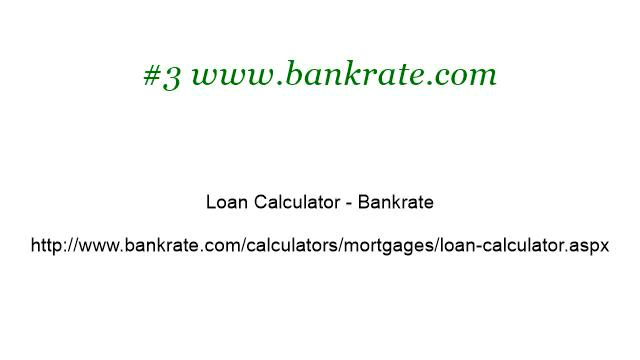 #3 www.bankrate.com
Loan Calculator - Bankrate
http://www.bankrate.com/calculators/mortgages/loan-calculator.aspx